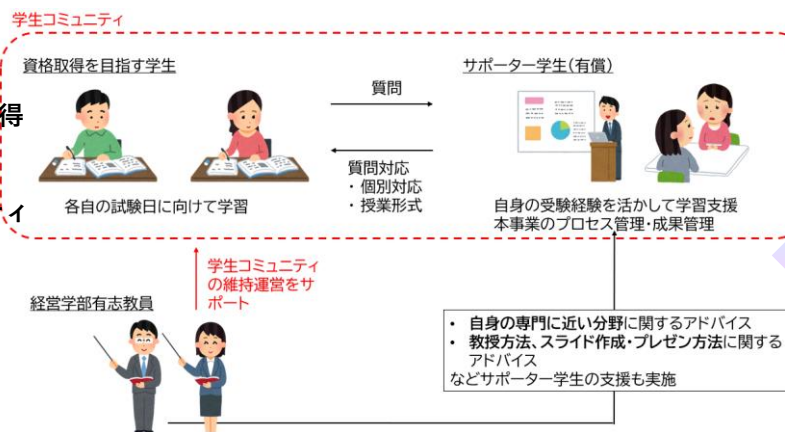 学生コミュニティ
資格取得を目指す学生
サポーター学生(有償)
得
ィ
質問
質問対応
・個別対応
・授業形式
各自の試験日に向けて学習
自身の受験経験を活かして学習支援
本事業のプロセス管理・成果管理
学生コミュニティ
の維持運営をサ
ポート
経営学部有志教員
• 自身の専門に近い分野に関するアドバイス
• 教授方法、スライド作成・プレゼン方法に関する
アドバイス
などサポーター学生の支援も実施